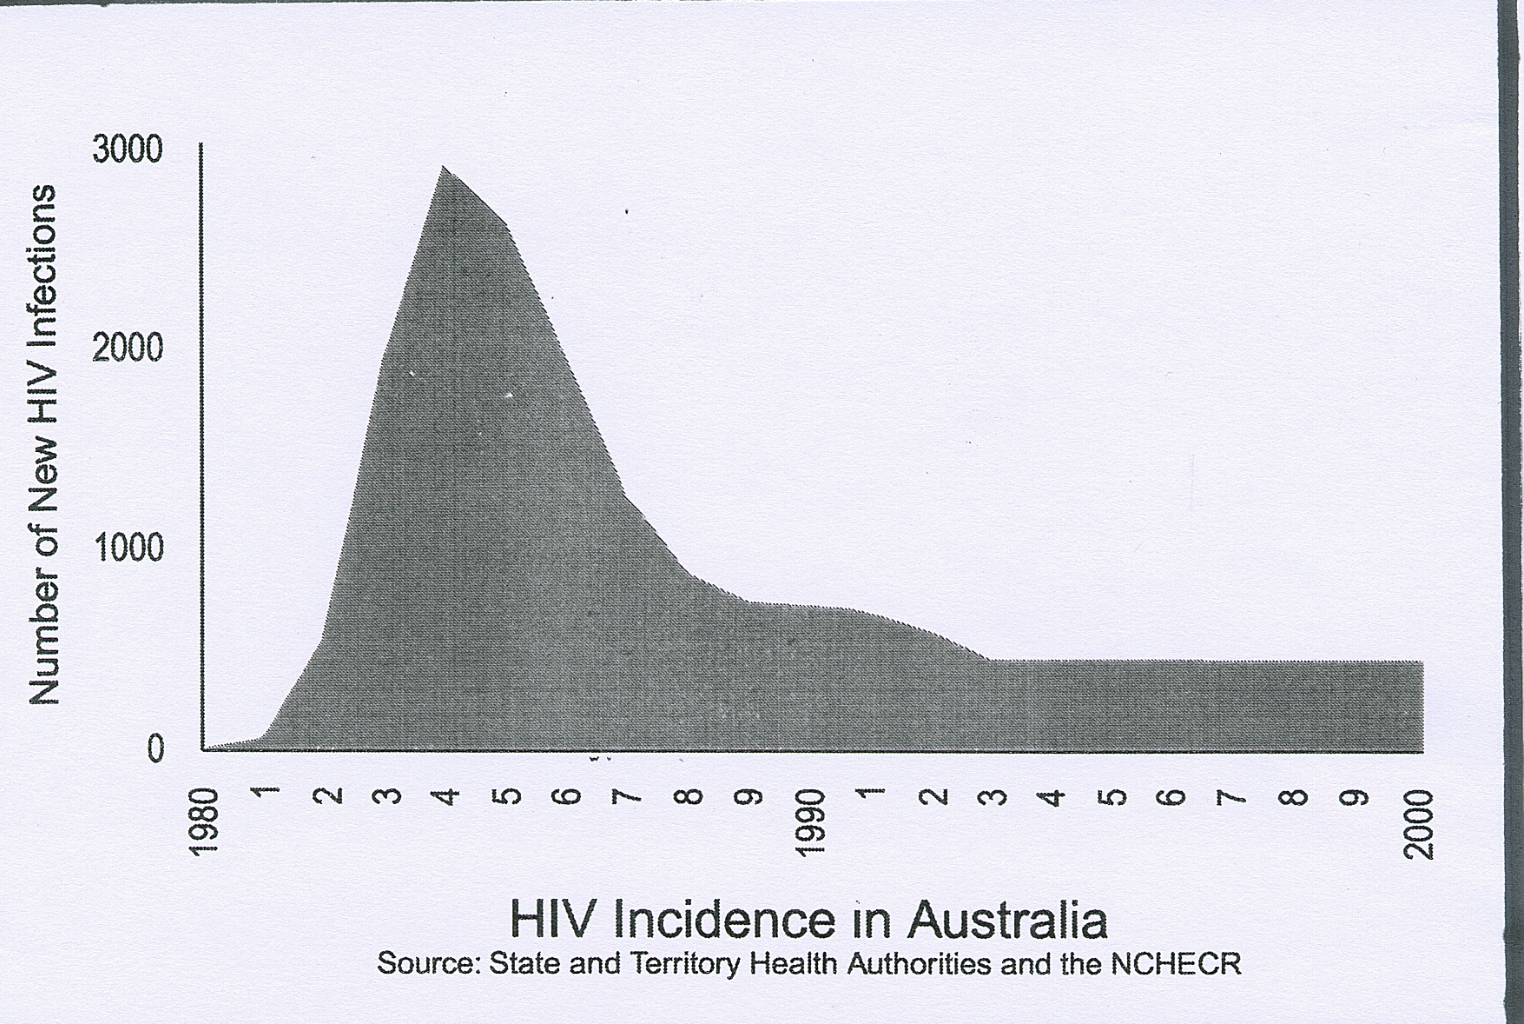 Number of New HIV Infections
3000
2000
1000
0
1980 1 2 3 4 5 6 7 8 9 1990 1 2 3 4 5 6 7 8 9 2000
HIV Incidence in Australia
Source: State and Territory Health Authorities and the NCHECR